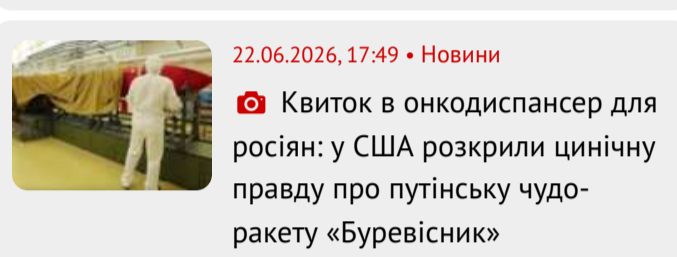 22.06.2026, 17:49 • Новини
Квиток в онкодиспансер для
росіян: у США розкрили цинічну
правду про путінську чудо-
ракету «Буревісник»